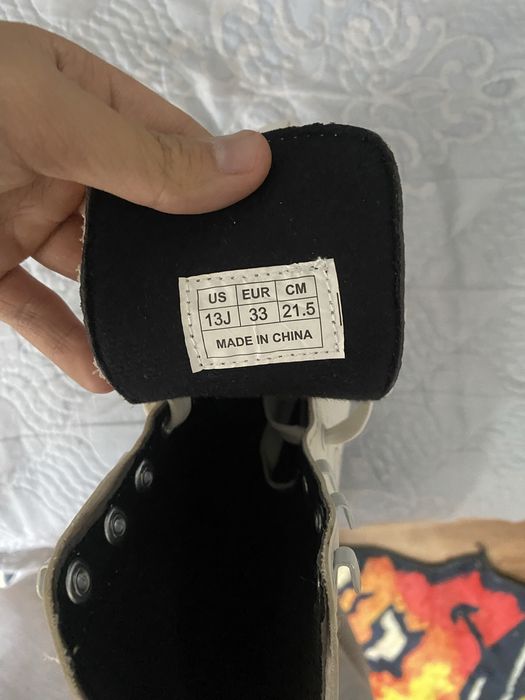 US EUR CM
13J 33 21.5
MADE IN CHINA